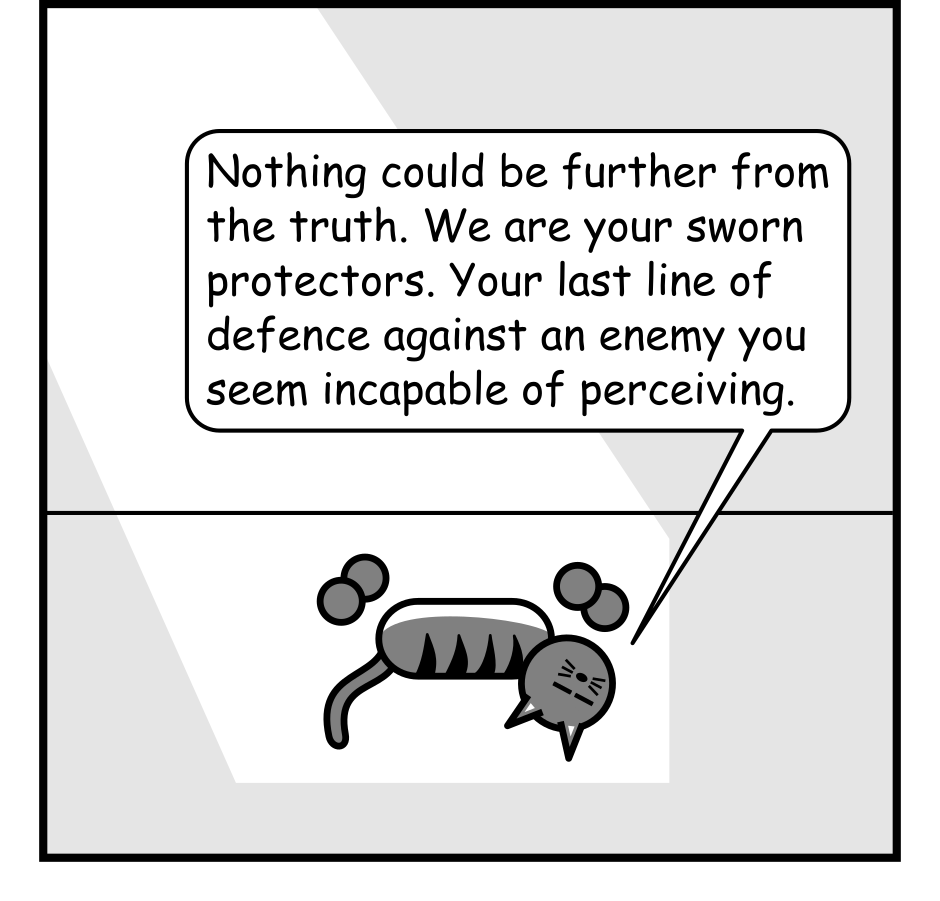 Nothing could be further from
the truth. We are your sworn
protectors. Your last line of
defence against an enemy you
seem incapable of perceiving.